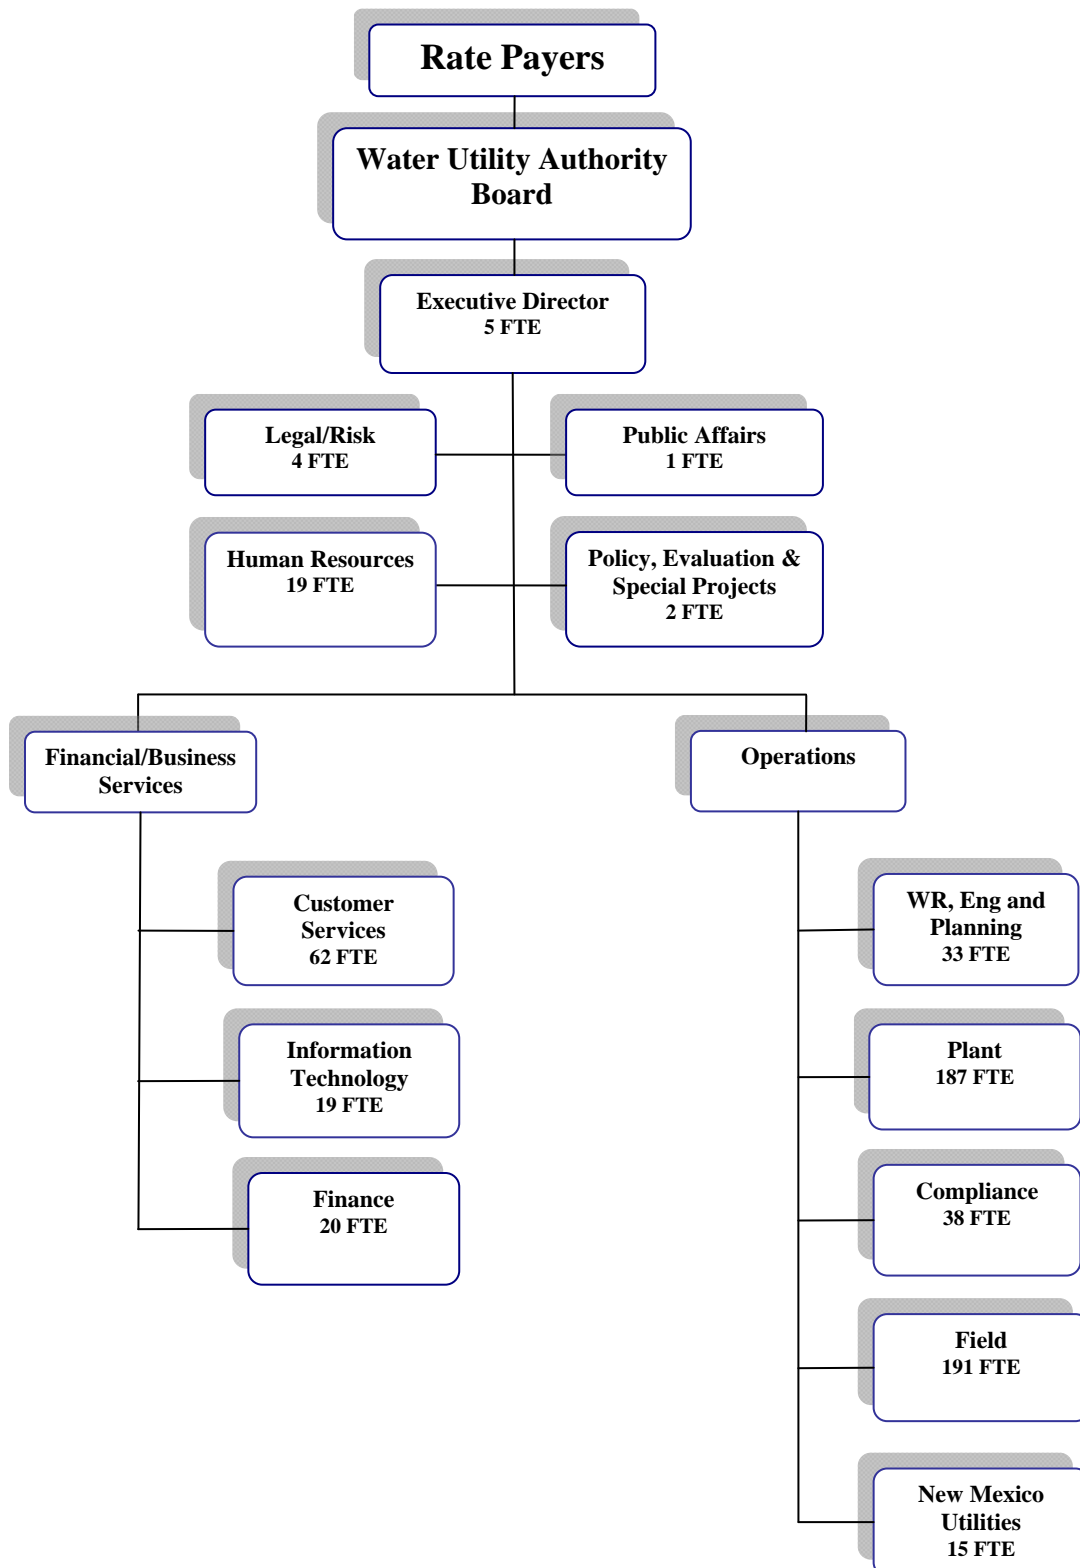 Rate Payers
Water Utility Authority
Board
Executive Director
5 FTE
Legal/Risk
4 FTE
Public Affairs
1 FTE
Human Resources
19 FTE
Policy, Evaluation &
Special Projects
2 FTE
Financial/Business
Services
Operations
Customer
Services
62 FTE
Information
Technology
19 FTE
Finance
20 FTE
WR, Eng and
Planning
33 FTE
Plant
187 FTE
Compliance
38 FTE
Field
191 FTE
New Mexico
Utilities
15 FTE